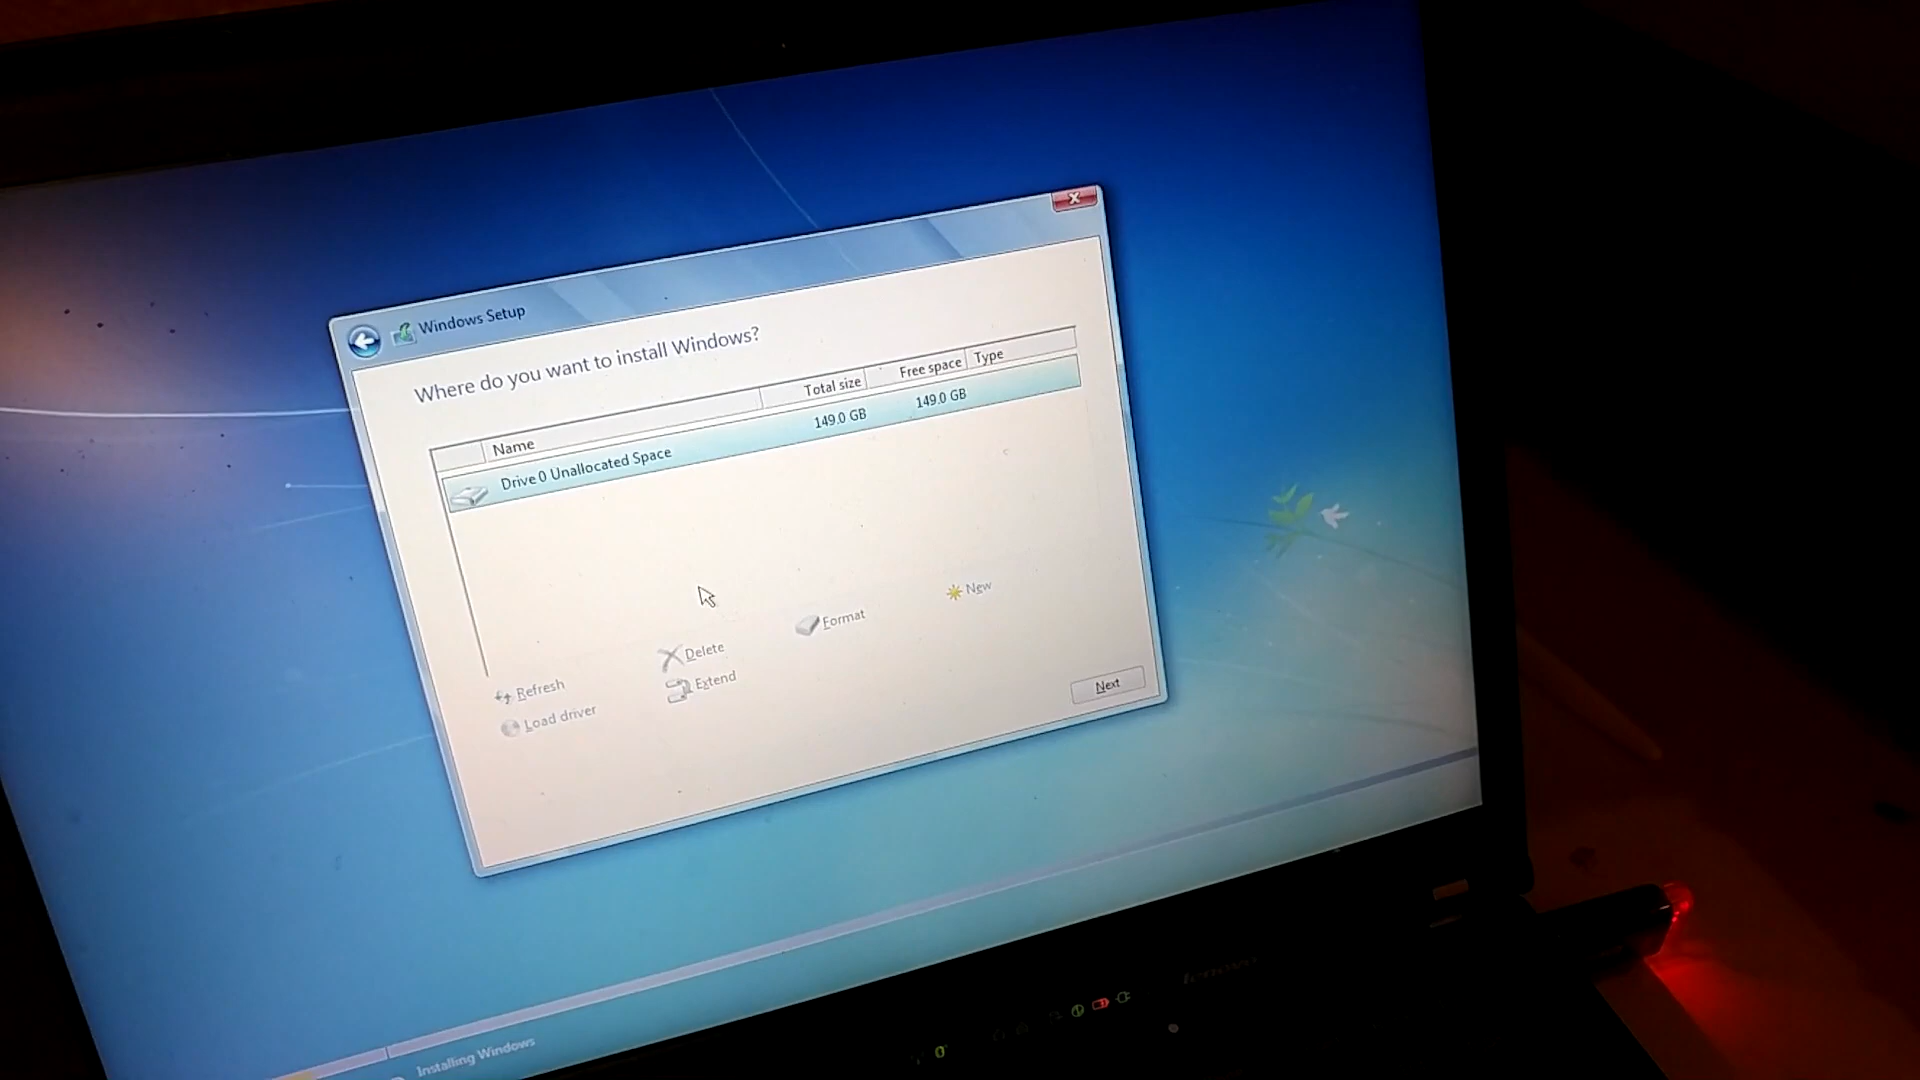 Windows Setup
Where do you want to install Windows?
Name Total size Free space Type
Drive 0 Unallocated Space 149.0 GB 149.0 GB
Refresh Delete Format New
Load driver Extend
Next
Installing Windows
lenovo